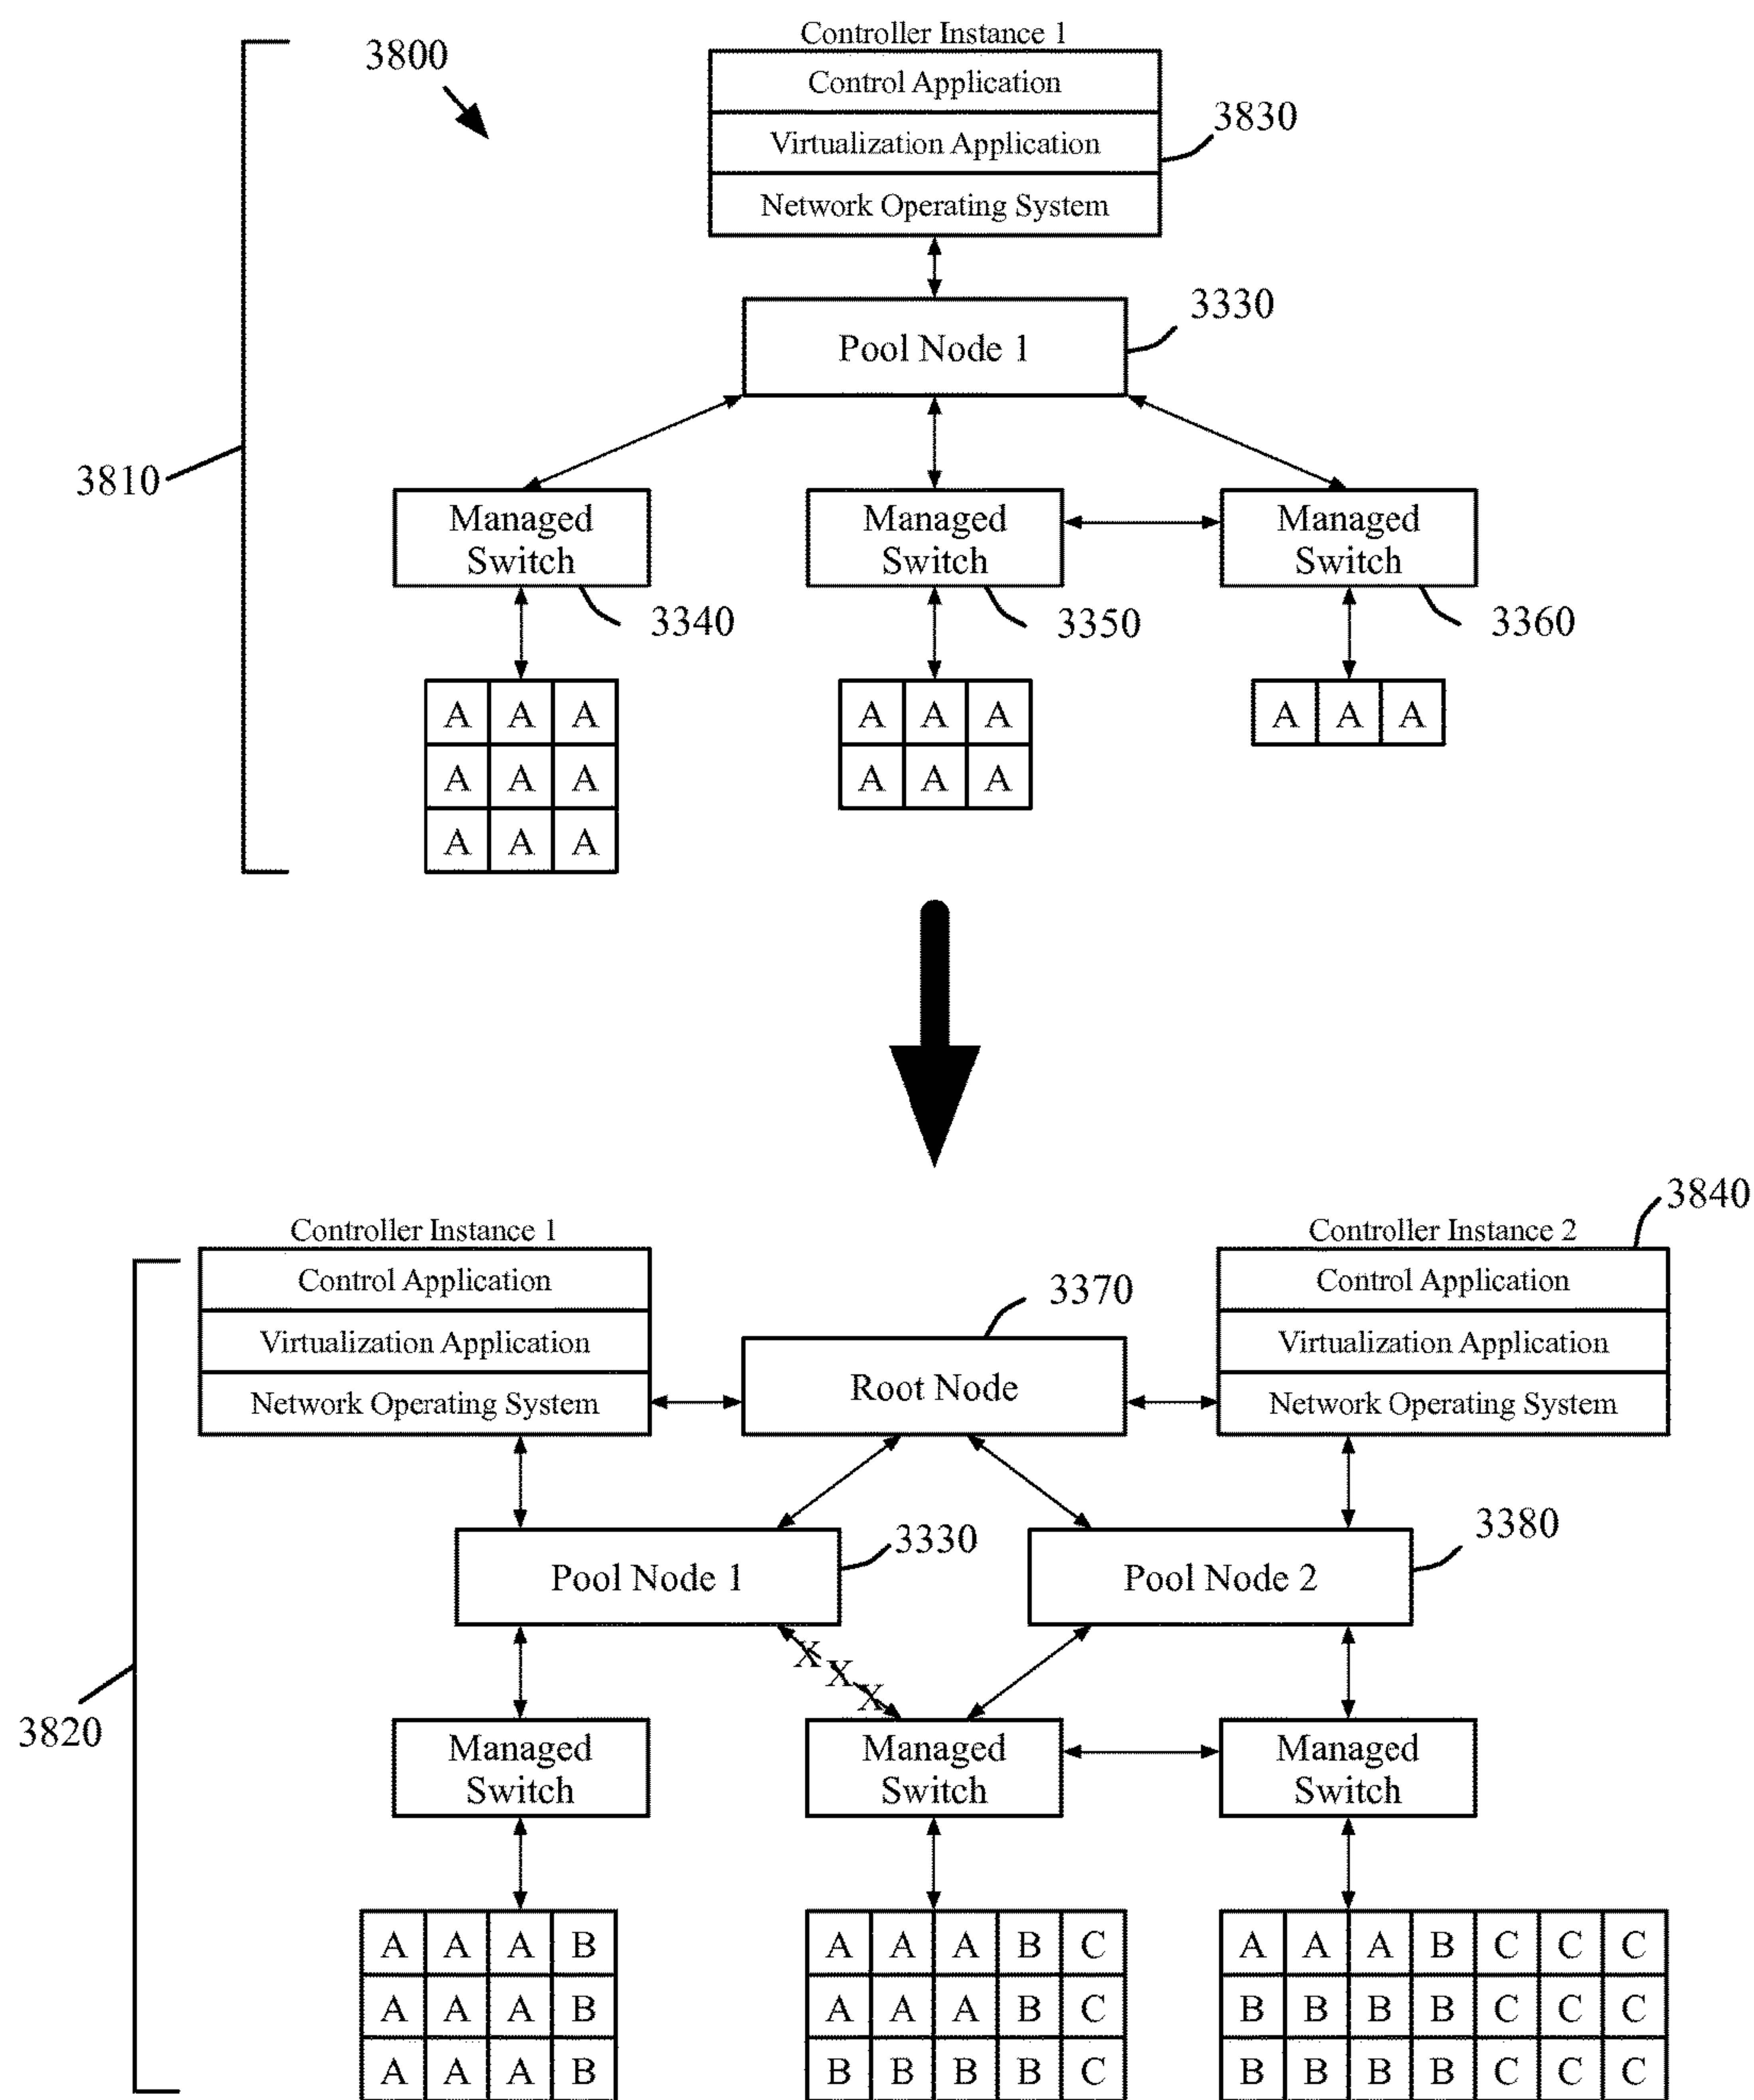 Controller Instance 1
3800
Control Application
3830
Virtualization Application
Network Operating System
3330
Pool Node 1
3810
Managed Switch
Managed Switch
Managed Switch
3340
3350
3360
A A A
A A A
A A A
A A A
A A A
A A A
3840
Controller Instance 1
Controller Instance 2
Control Application
Control Application
3370
Virtualization Application
Virtualization Application
Root Node
Network Operating System
Network Operating System
3330
3380
Pool Node 1
Pool Node 2
X
X
X
3820
Managed Switch
Managed Switch
Managed Switch
A A A B
A A A B C
A A A B C C C
A A A B
A A A B C
B B B B C C C
A A A B
B B B B C
B B B B C C C